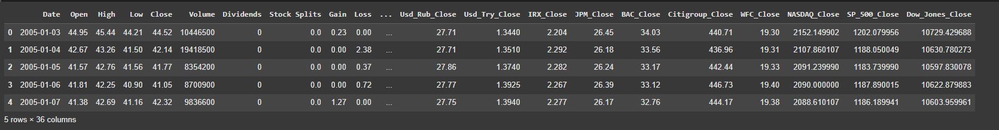 Date Open High Low Close Volume Dividends Stock Splits Gain Loss ... Usd_Rub_Close Usd_Try_Close IRX_Close JPM_Close BAC_Close Citigroup_Close WFC_Close NASDAQ_Close SP_500_Close Dow_Jones_Close
0 2005-01-03 44.95 45.44 44.21 44.52 10446500 0 0.0 0.23 0.00 ... 27.71 1.3440 2.204 26.45 34.03 440.71 19.30 2152.149902 1202.079956 10729.429688
1 2005-01-04 42.67 43.26 41.50 42.14 19418500 0 0.0 0.00 2.38 ... 27.71 1.3510 2.292 26.18 33.56 436.96 19.31 2107.860107 1188.050049 10630.780273
2 2005-01-05 41.57 42.76 41.56 41.77 8354200 0 0.0 0.00 0.37 ... 27.86 1.3740 2.282 26.24 33.17 442.44 19.33 2091.239990 1183.739990 10597.830078
3 2005-01-06 41.81 42.25 40.90 41.05 8700900 0 0.0 0.00 0.72 ... 27.77 1.3925 2.267 26.39 33.12 446.73 19.40 2090.000000 1187.890015 10622.879883
4 2005-01-07 41.38 42.69 41.16 42.32 9836600 0 0.0 1.27 0.00 ... 27.75 1.3940 2.277 26.17 32.76 444.17 19.38 2088.610107 1186.189941 10603.959961
5 rows × 36 columns